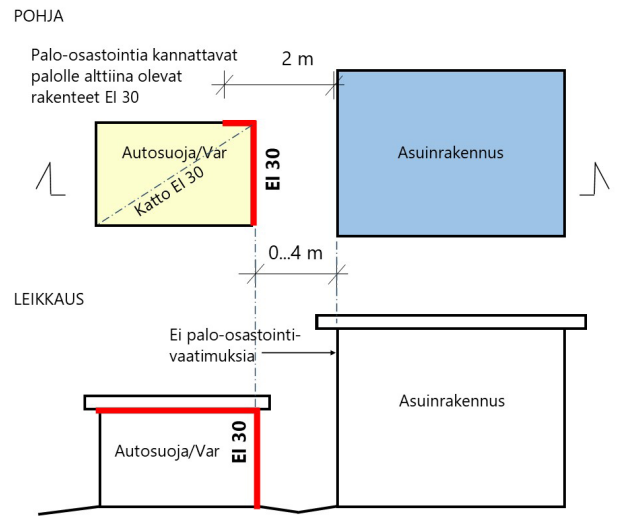 POHJA
Palo-osastointia kannattavat
palolle alttiina olevat
rakenteet EI 30
2 m
Autosuoja/Var
Katto EI 30
EI 30
Asuinrakennus
0...4 m
LEIKKAUS
Ei palo-osastointi-
vaatimuksia
Asuinrakennus
Autosuoja/Var
EI 30